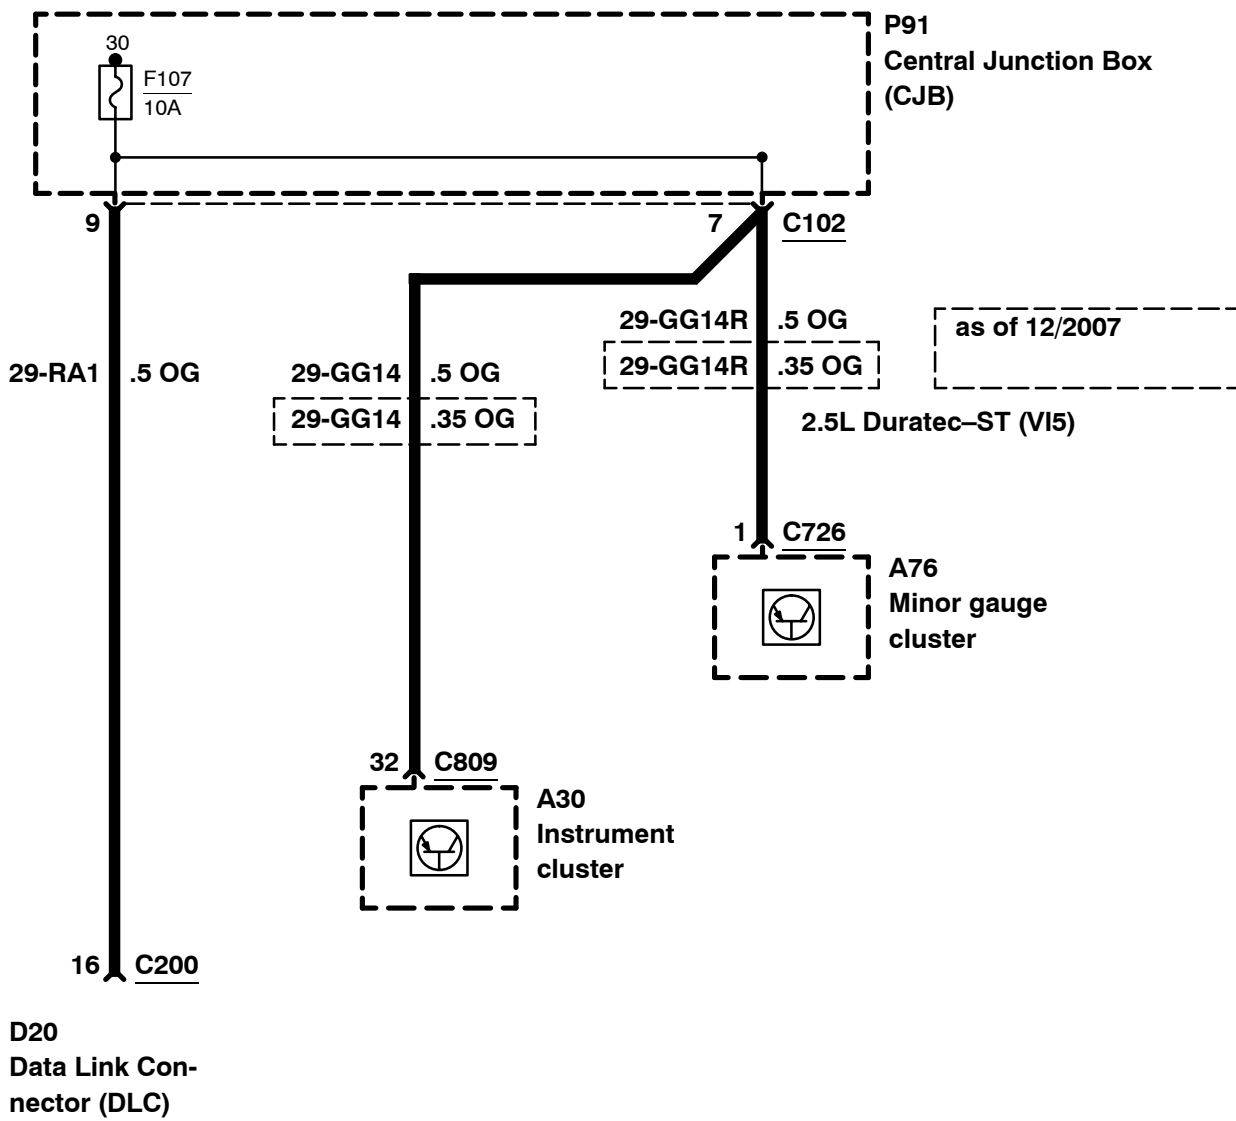 P91
Central Junction Box
(CJB)
30
F107
10A
9
7
C102
29-GG14R
.5 OG
29-GG14R
.35 OG
as of 12/2007
29-RA1
.5 OG
29-GG14
.5 OG
29-GG14
.35 OG
2.5L Duratec–ST (VI5)
1
C726
A76
Minor gauge
cluster
32
C809
A30
Instrument
cluster
16
C200
D20
Data Link Con-
nector (DLC)